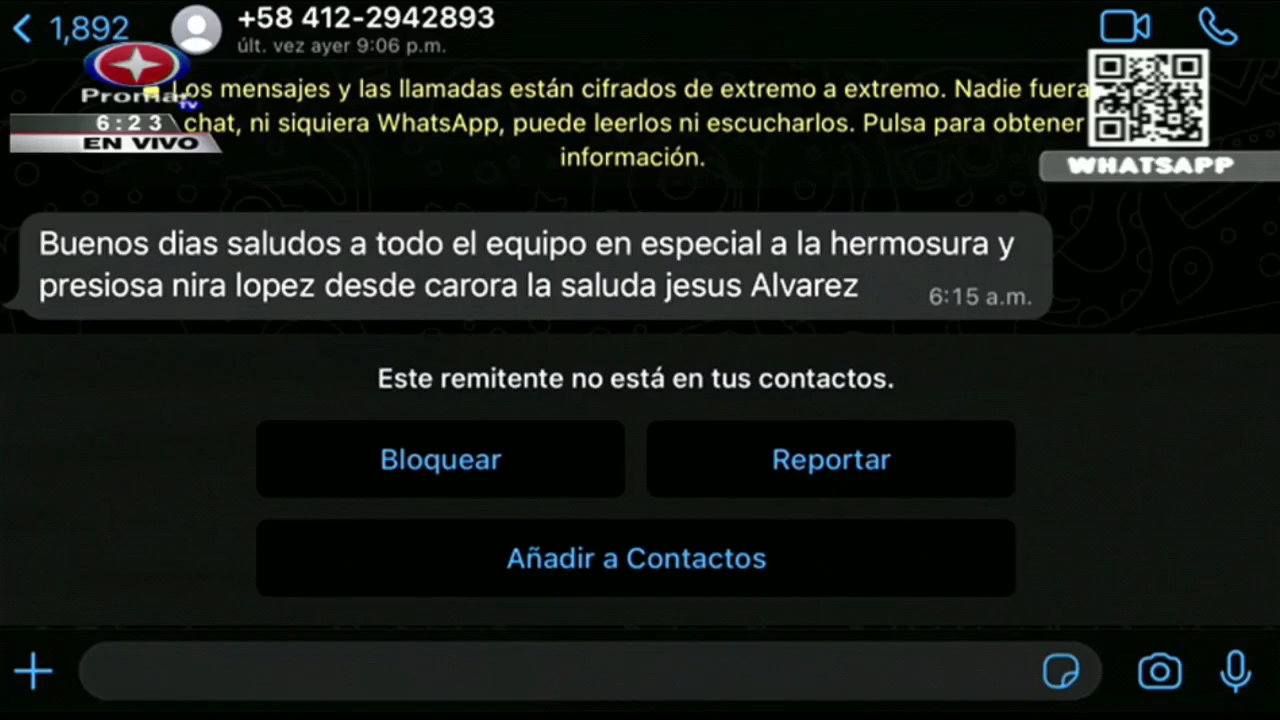 1,892
+58 412-2942893
últ. vez ayer 9:06 p.m.
Promar
TV
6:23
EN VIVO
Los mensajes y las llamadas están cifrados de extremo a extremo. Nadie fuera
chat, ni siquiera WhatsApp, puede leerlos ni escucharlos. Pulsa para obtener
información.
WHATSAPP
Buenos dias saludos a todo el equipo en especial a la hermosura y
presiosa nira lopez desde carora la saluda jesus Alvarez
6:15 a.m.
Este remitente no está en tus contactos.
Bloquear
Reportar
Añadir a Contactos